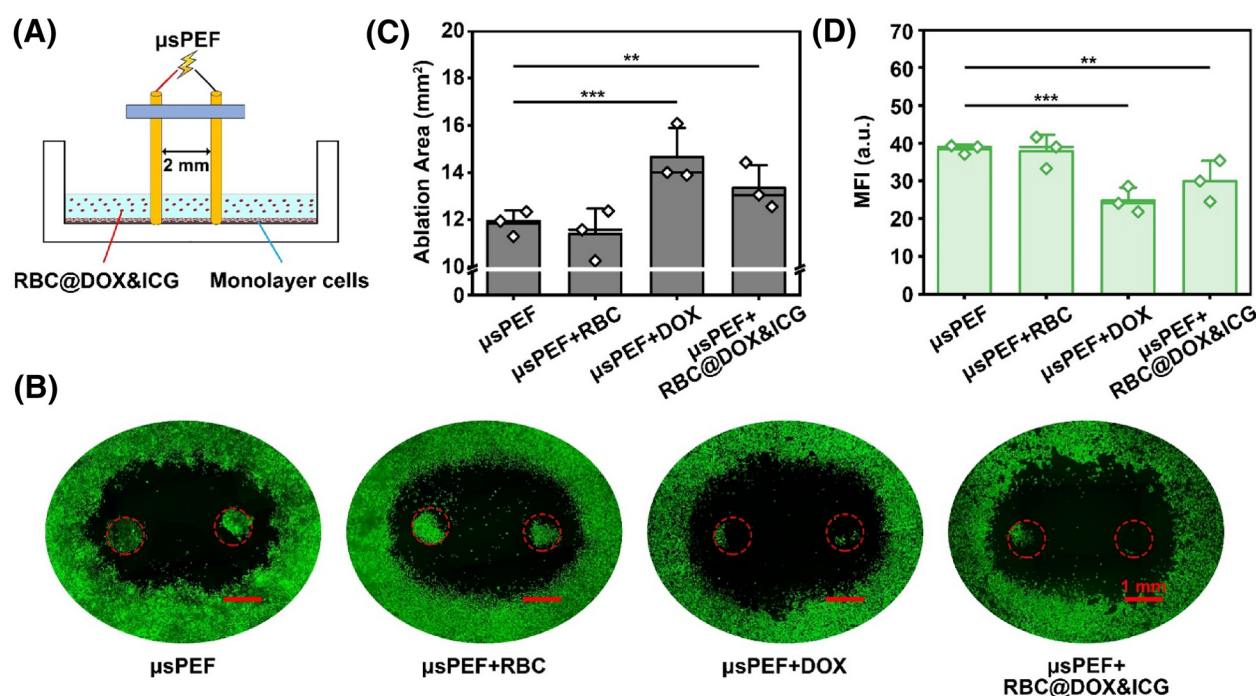 (A)
µsPEF
2 mm
RBC@DOX&ICG
Monolayer cells
(C)
Ablation Area (mm²)
20
18
16
14
12
10
0
**
***
µsPEF
µsPEF+RBC
µsPEF+DOX
µsPEF+
RBC@DOX&ICG
(D)
MFI (a.u.)
70
60
50
40
30
20
10
0
**
***
µsPEF
µsPEF+RBC
µsPEF+DOX
µsPEF+
RBC@DOX&ICG
(B)
1 mm
µsPEF
µsPEF+RBC
µsPEF+DOX
µsPEF+
RBC@DOX&ICG